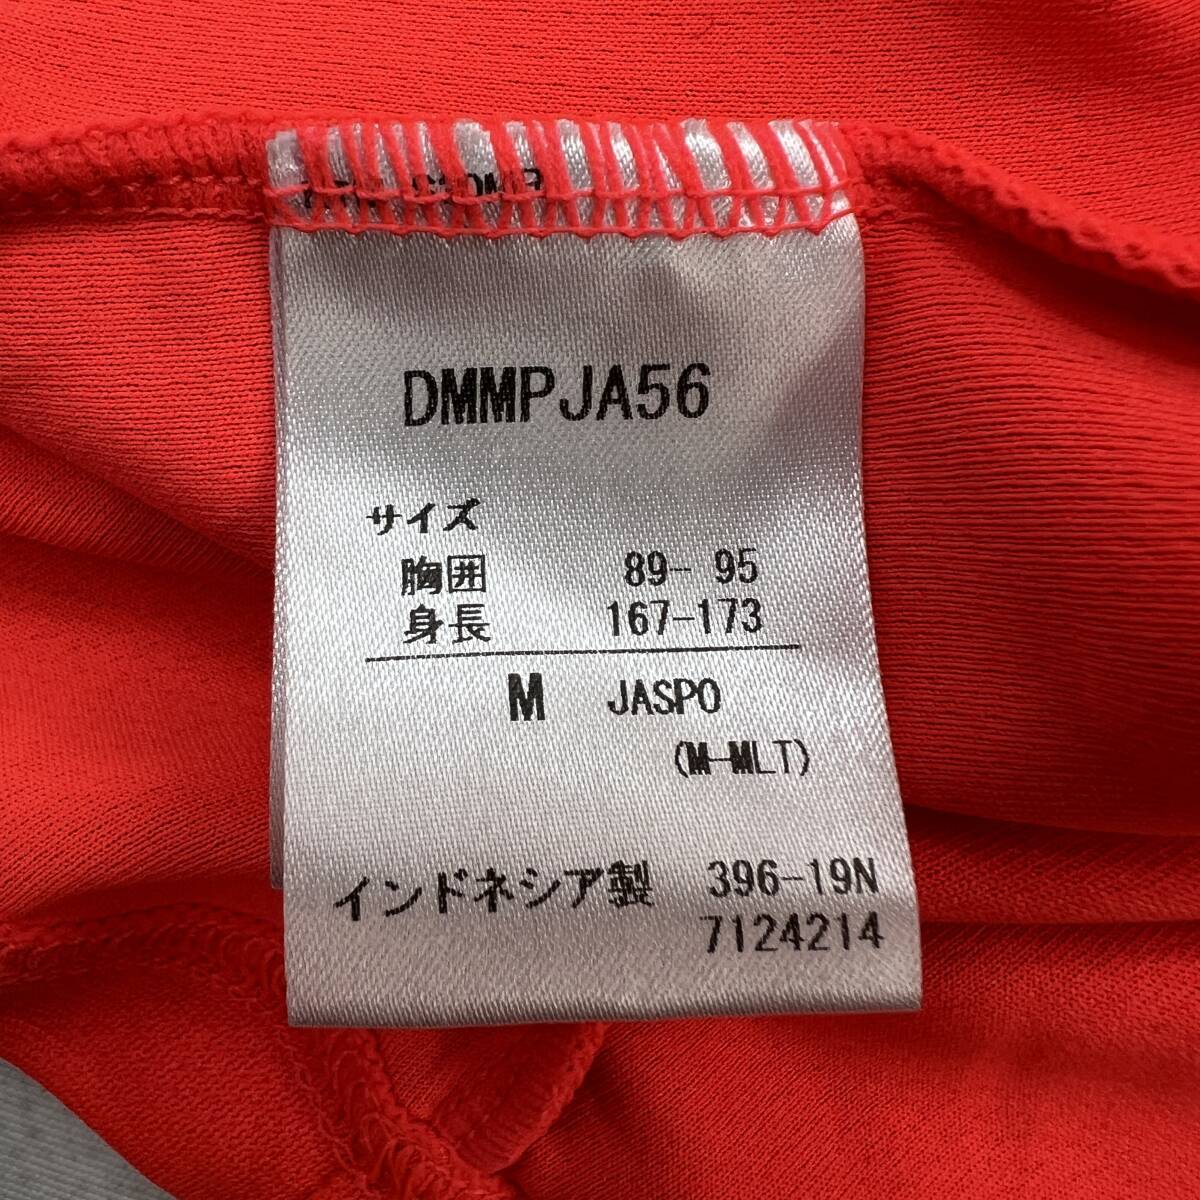 DMMPJA56
サイズ
胸囲 89- 95
身長 167-173
M JASPO
(M-MLT)
インドネシア製 396-19N
7124214